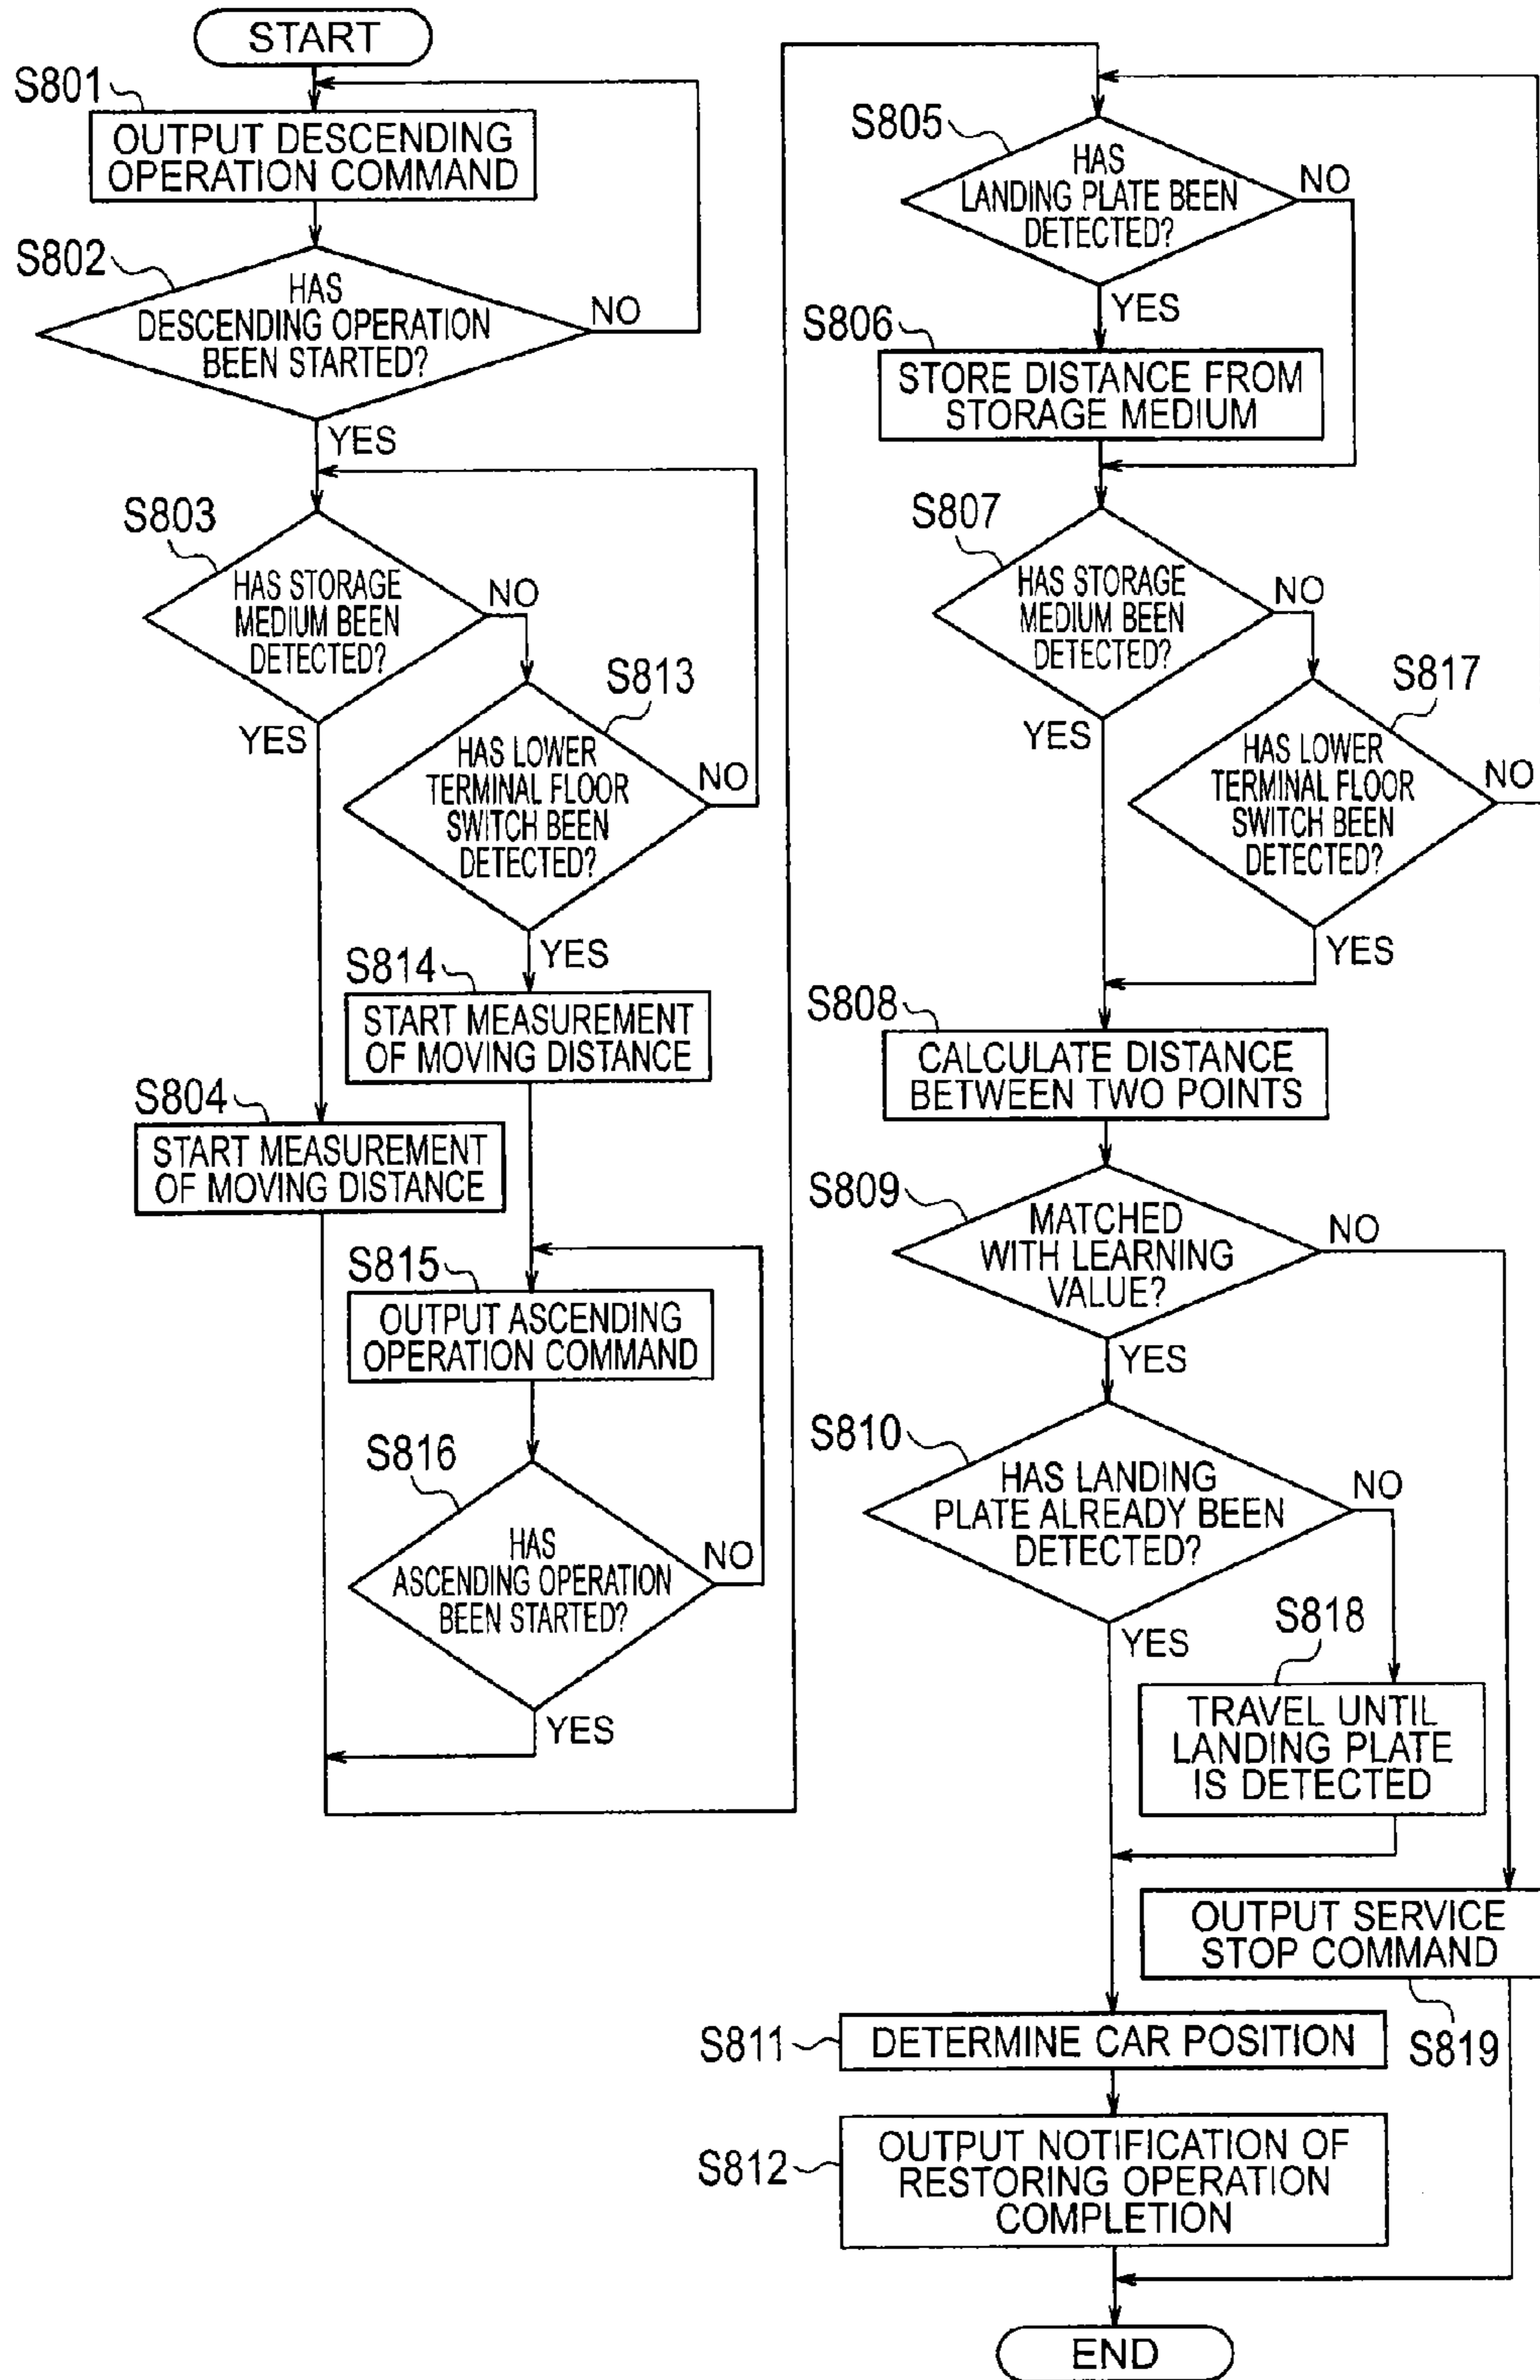 START
S801
OUTPUT DESCENDING
OPERATION COMMAND
S802
HAS
DESCENDING OPERATION
BEEN STARTED?
NO
YES
S803
HAS STORAGE
MEDIUM BEEN
DETECTED?
NO
YES
S813
HAS LOWER
TERMINAL FLOOR
SWITCH BEEN
DETECTED?
NO
YES
S814
START MEASUREMENT
OF MOVING DISTANCE
S804
START MEASUREMENT
OF MOVING DISTANCE
S815
OUTPUT ASCENDING
OPERATION COMMAND
S816
HAS
ASCENDING OPERATION
BEEN STARTED?
NO
YES
S805
HAS
LANDING PLATE BEEN
DETECTED?
NO
YES
S806
STORE DISTANCE FROM
STORAGE MEDIUM
S807
HAS STORAGE
MEDIUM BEEN
DETECTED?
NO
YES
S817
HAS LOWER
TERMINAL FLOOR
SWITCH BEEN
DETECTED?
NO
YES
S808
CALCULATE DISTANCE
BETWEEN TWO POINTS
S809
MATCHED
WITH LEARNING
VALUE?
NO
YES
S810
HAS LANDING
PLATE ALREADY BEEN
DETECTED?
NO
YES
S818
TRAVEL UNTIL
LANDING PLATE
IS DETECTED
OUTPUT SERVICE
STOP COMMAND
S819
S811
DETERMINE CAR POSITION
S812
OUTPUT NOTIFICATION OF
RESTORING OPERATION
COMPLETION
END